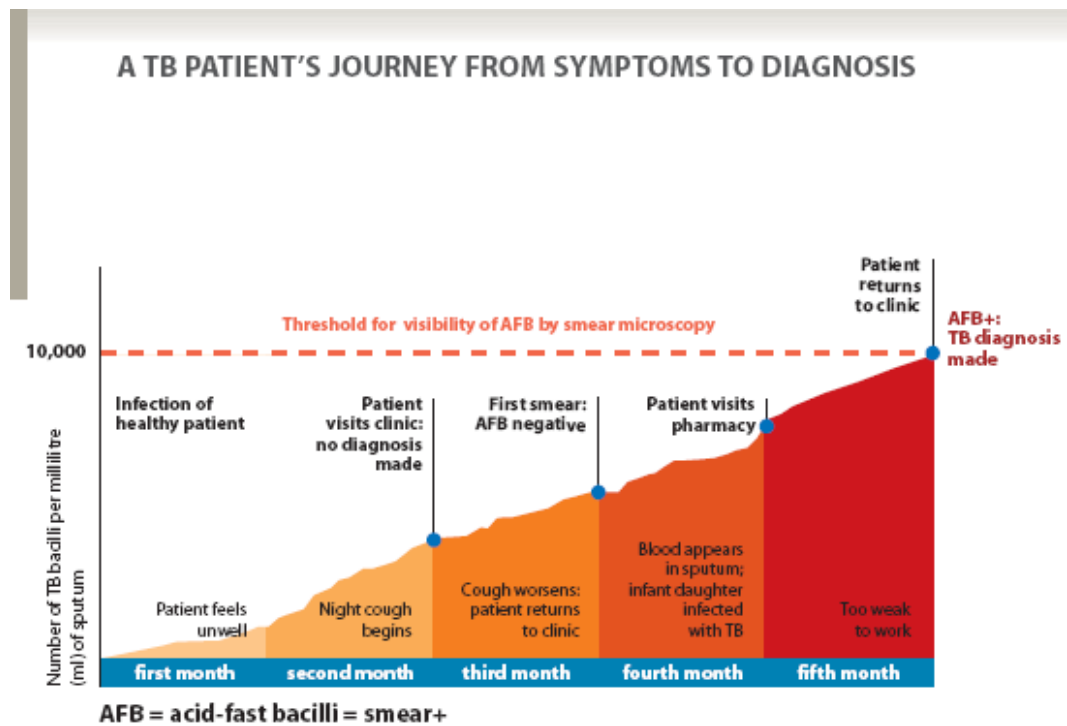 A TB PATIENT'S JOURNEY FROM SYMPTOMS TO DIAGNOSIS
Patient
returns
to clinic
Threshold for visibility of AFB by smear microscopy
AFB+:
TB diagnosis
made
10,000
Infection of
healthy patient
Patient
visits clinic:
no diagnosis
made
First smear:
AFB negative
Patient visits
pharmacy
Number of TB bacilli per millilitre
(ml) of sputum
Patient feels
unwell
Night cough
begins
Cough worsens:
patient returns
to clinic
Blood appears
in sputum;
infant daughter
infected
with TB
Too weak
to work
first month
second month
third month
fourth month
fifth month
AFB = acid-fast bacilli = smear+